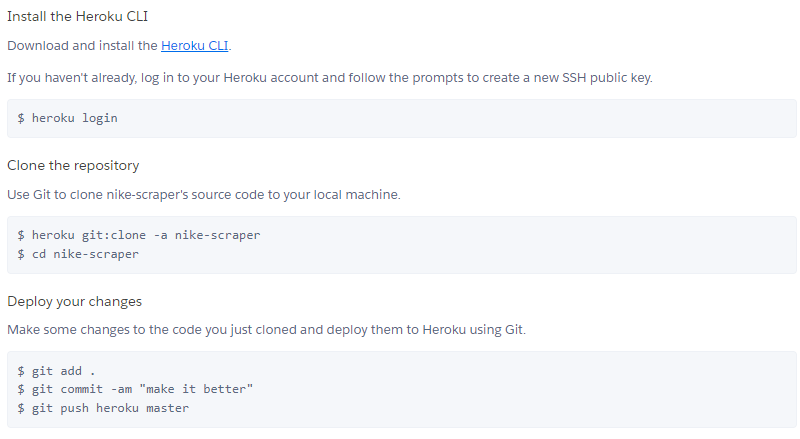 Install the Heroku CLI
Download and install the Heroku CLI.
If you haven't already, log in to your Heroku account and follow the prompts to create a new SSH public key.
$ heroku login
Clone the repository
Use Git to clone nike-scraper's source code to your local machine.
$ heroku git:clone -a nike-scraper
$ cd nike-scraper
Deploy your changes
Make some changes to the code you just cloned and deploy them to Heroku using Git.
$ git add .
$ git commit -am "make it better"
$ git push heroku master